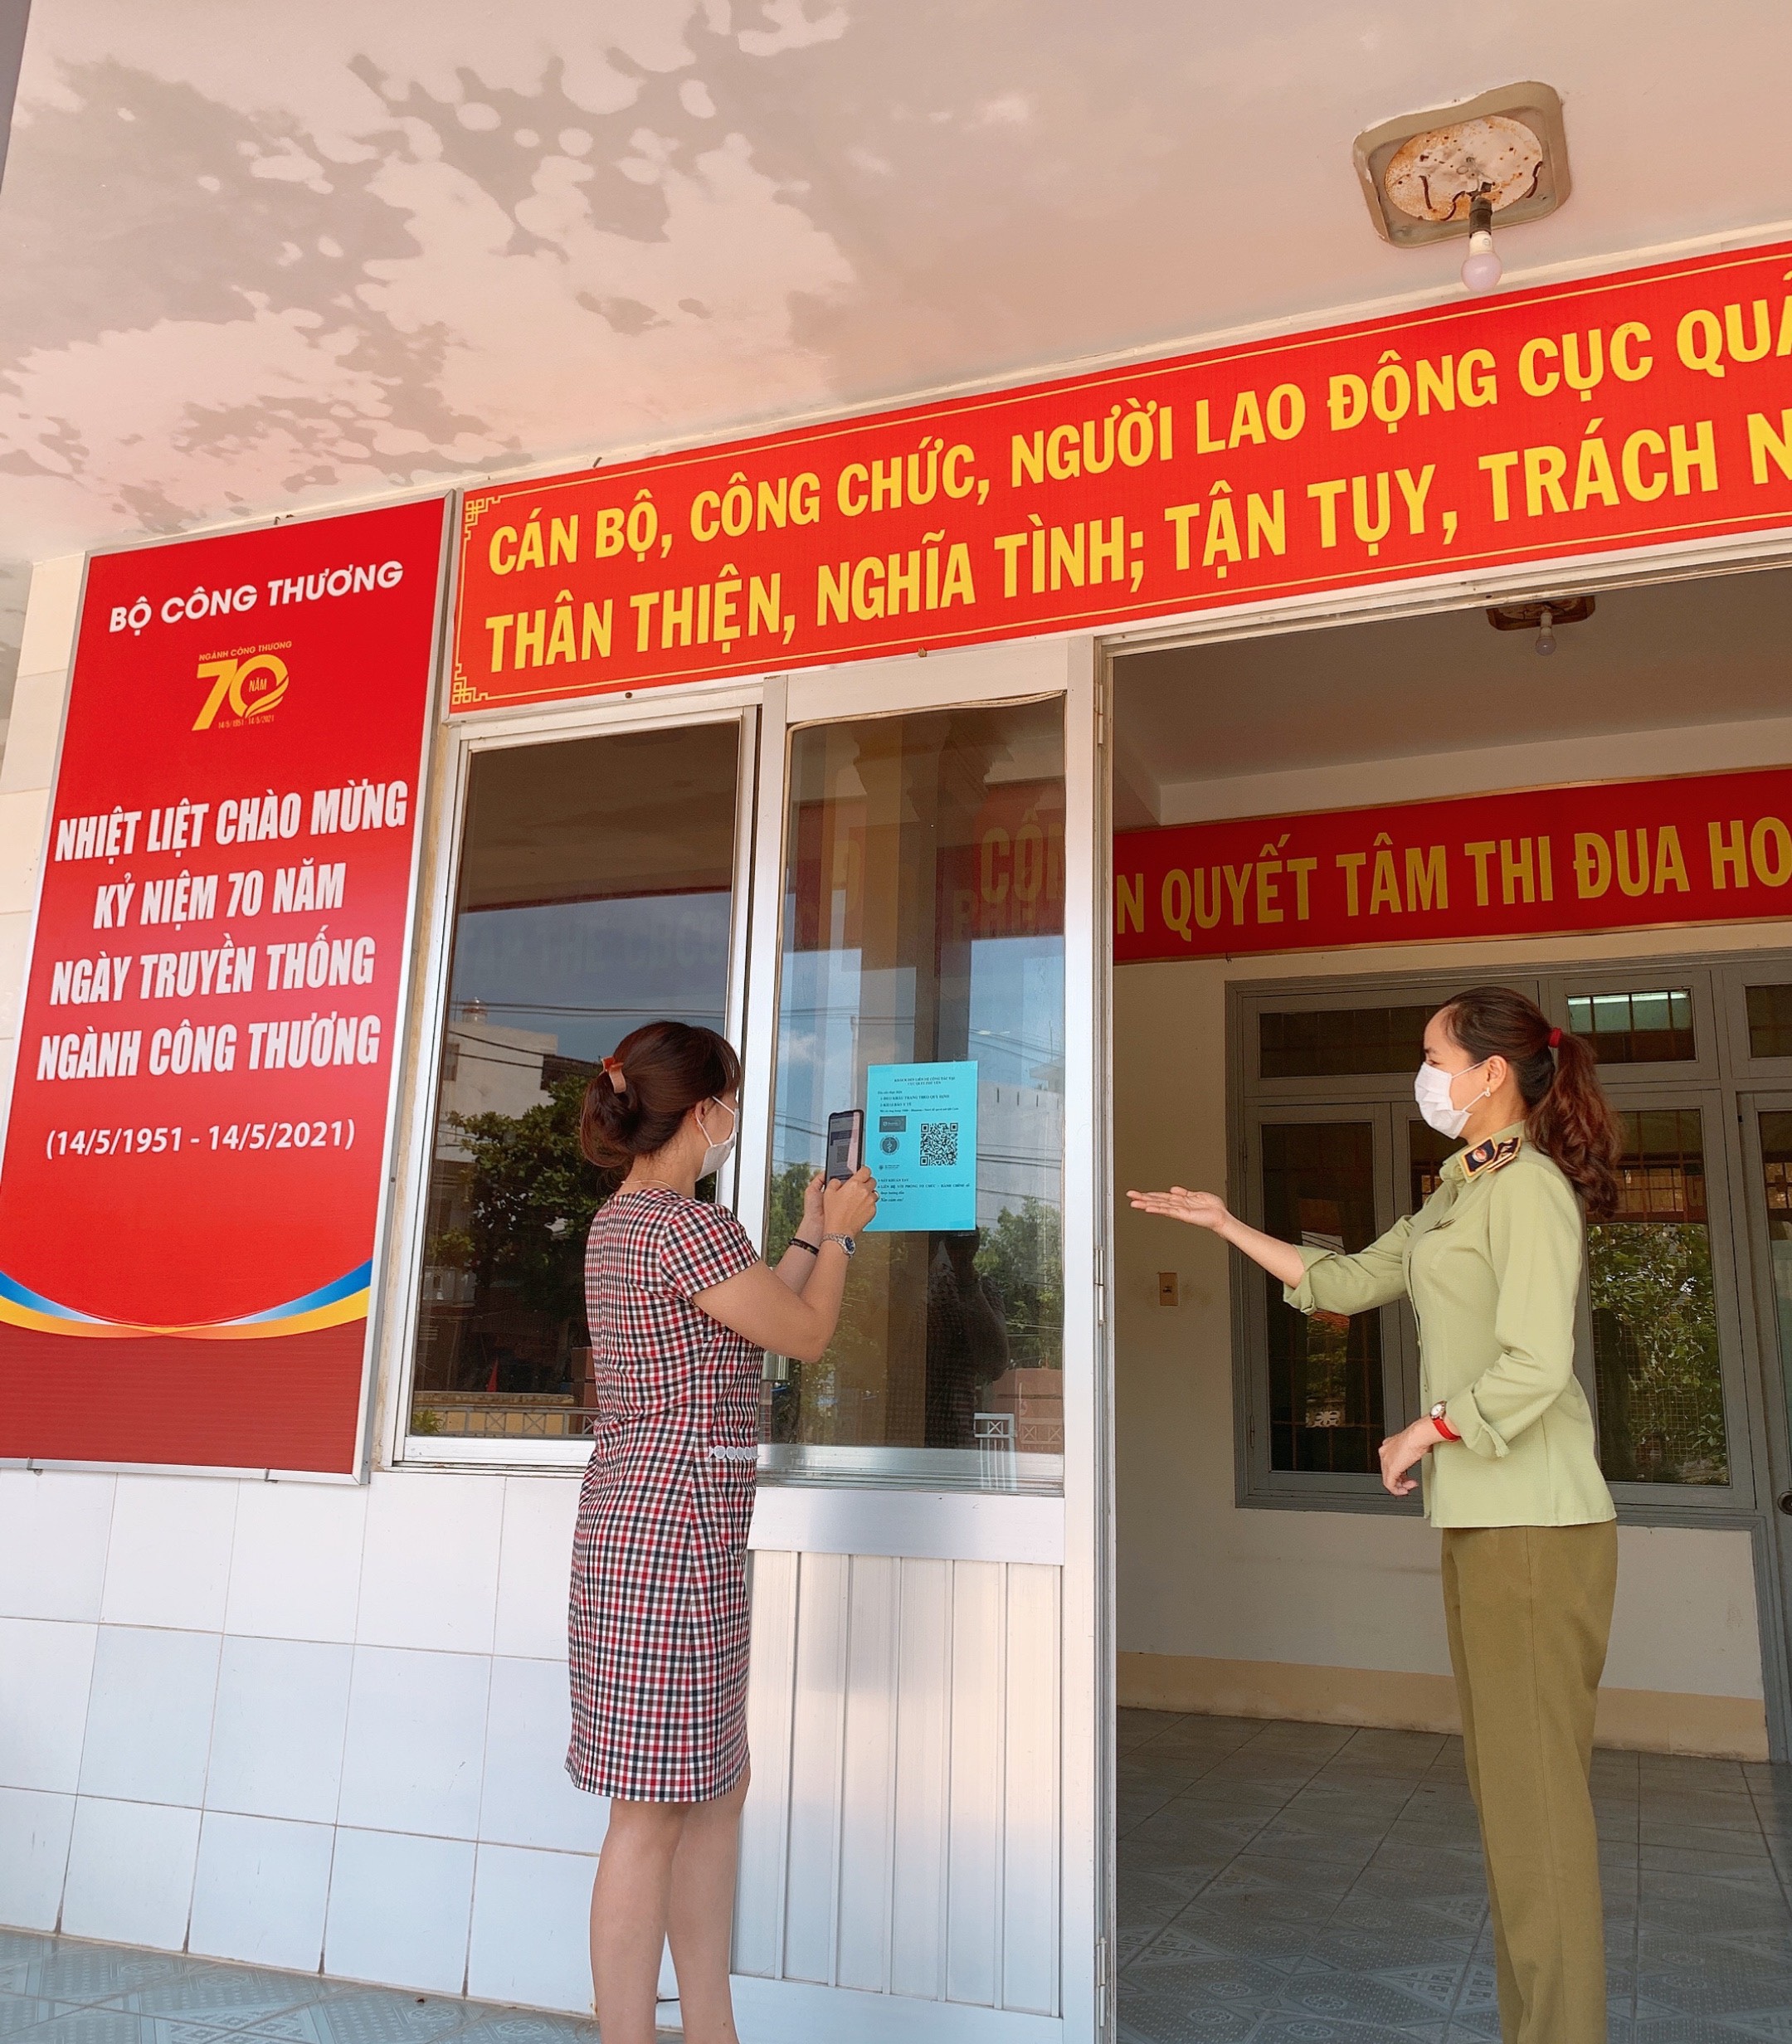 BỘ CÔNG THƯƠNG
NGÀNH CÔNG THƯƠNG
70
NĂM
14/5/1951 - 14/5/2021
NHIỆT LIỆT CHÀO MỪNG
KỶ NIỆM 70 NĂM
NGÀY TRUYỀN THỐNG
NGÀNH CÔNG THƯƠNG
(14/5/1951 - 14/5/2021)
CÁN BỘ, CÔNG CHỨC, NGƯỜI LAO ĐỘNG CỤC
THÂN THIỆN, NGHĨA TÌNH; TẬN TỤY, TRÁCH
QUYẾT TÂM THI ĐUA